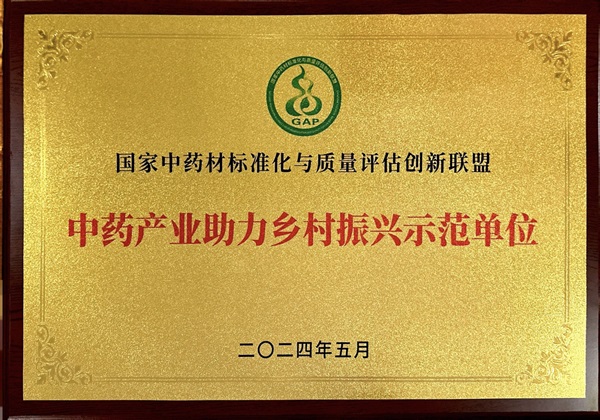 GAP
国家中药材标准化与质量评估创新联盟
中药产业助力乡村振兴示范单位
二〇二四年五月